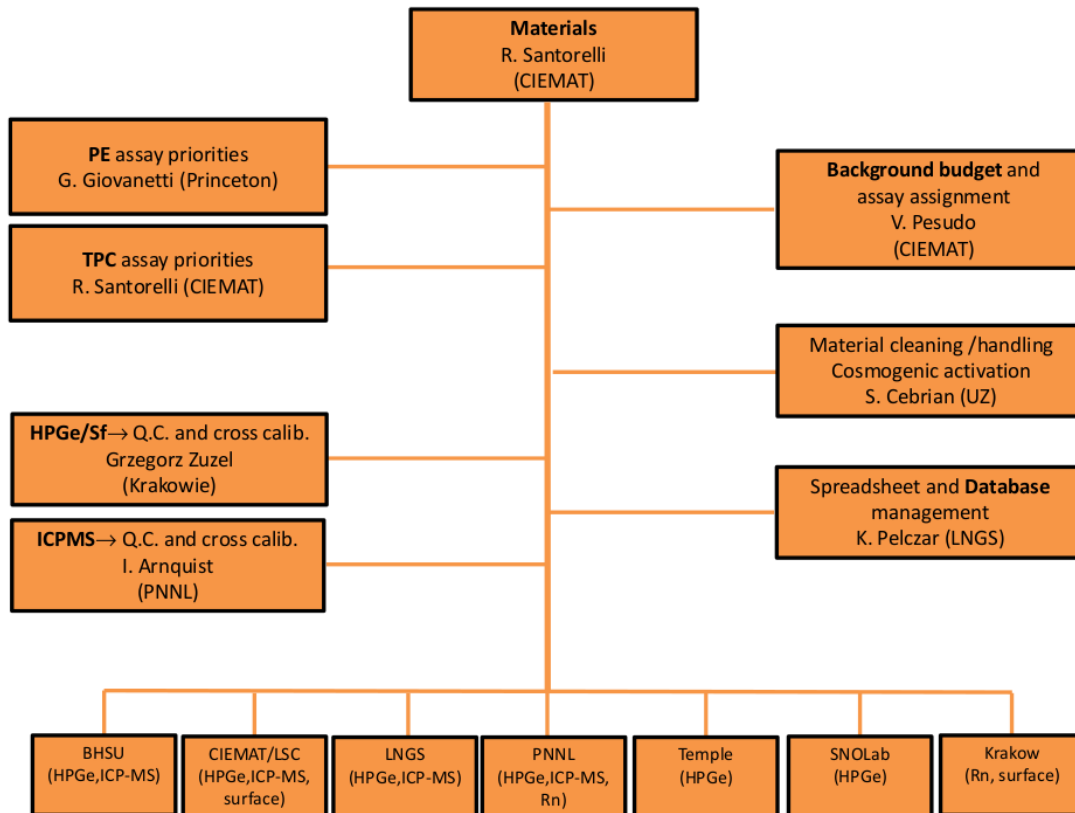 Materials
R. Santorelli
(CIEMAT)
PE assay priorities
G. Giovanetti (Princeton)
Background budget and
assay assignment
V. Pesudo
(CIEMAT)
TPC assay priorities
R. Santorelli (CIEMAT)
Material cleaning /handling
Cosmogenic activation
S. Cebrian (UZ)
HPGe/Sf→ Q.C. and cross calib.
Grzegorz Zuzel
(Krakowie)
Spreadsheet and Database
management
K. Pelczar (LNGS)
ICPMS→ Q.C. and cross calib.
I. Arnquist
(PNNL)
BHSU
(HPGe,ICP-MS)
CIEMAT/LSC
(HPGe,ICP-MS,
surface)
LNGS
(HPGe,ICP-MS)
PNNL
(HPGe,ICP-MS,
Rn)
Temple
(HPGe)
SNOLab
(HPGe)
Krakow
(Rn, surface)